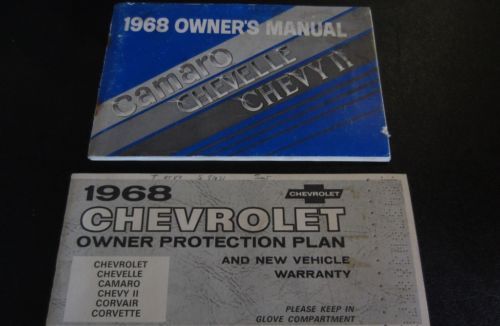 1968 OWNER'S MANUAL
camaro
CHEVELLE
CHEVY II
1968
CHEVROLET
CHEVROLET
OWNER PROTECTION PLAN
AND NEW VEHICLE
WARRANTY
CHEVROLET
CHEVELLE
CAMARO
CHEVY II
CORVAIR
CORVETTE
PLEASE KEEP IN
GLOVE COMPARTMENT